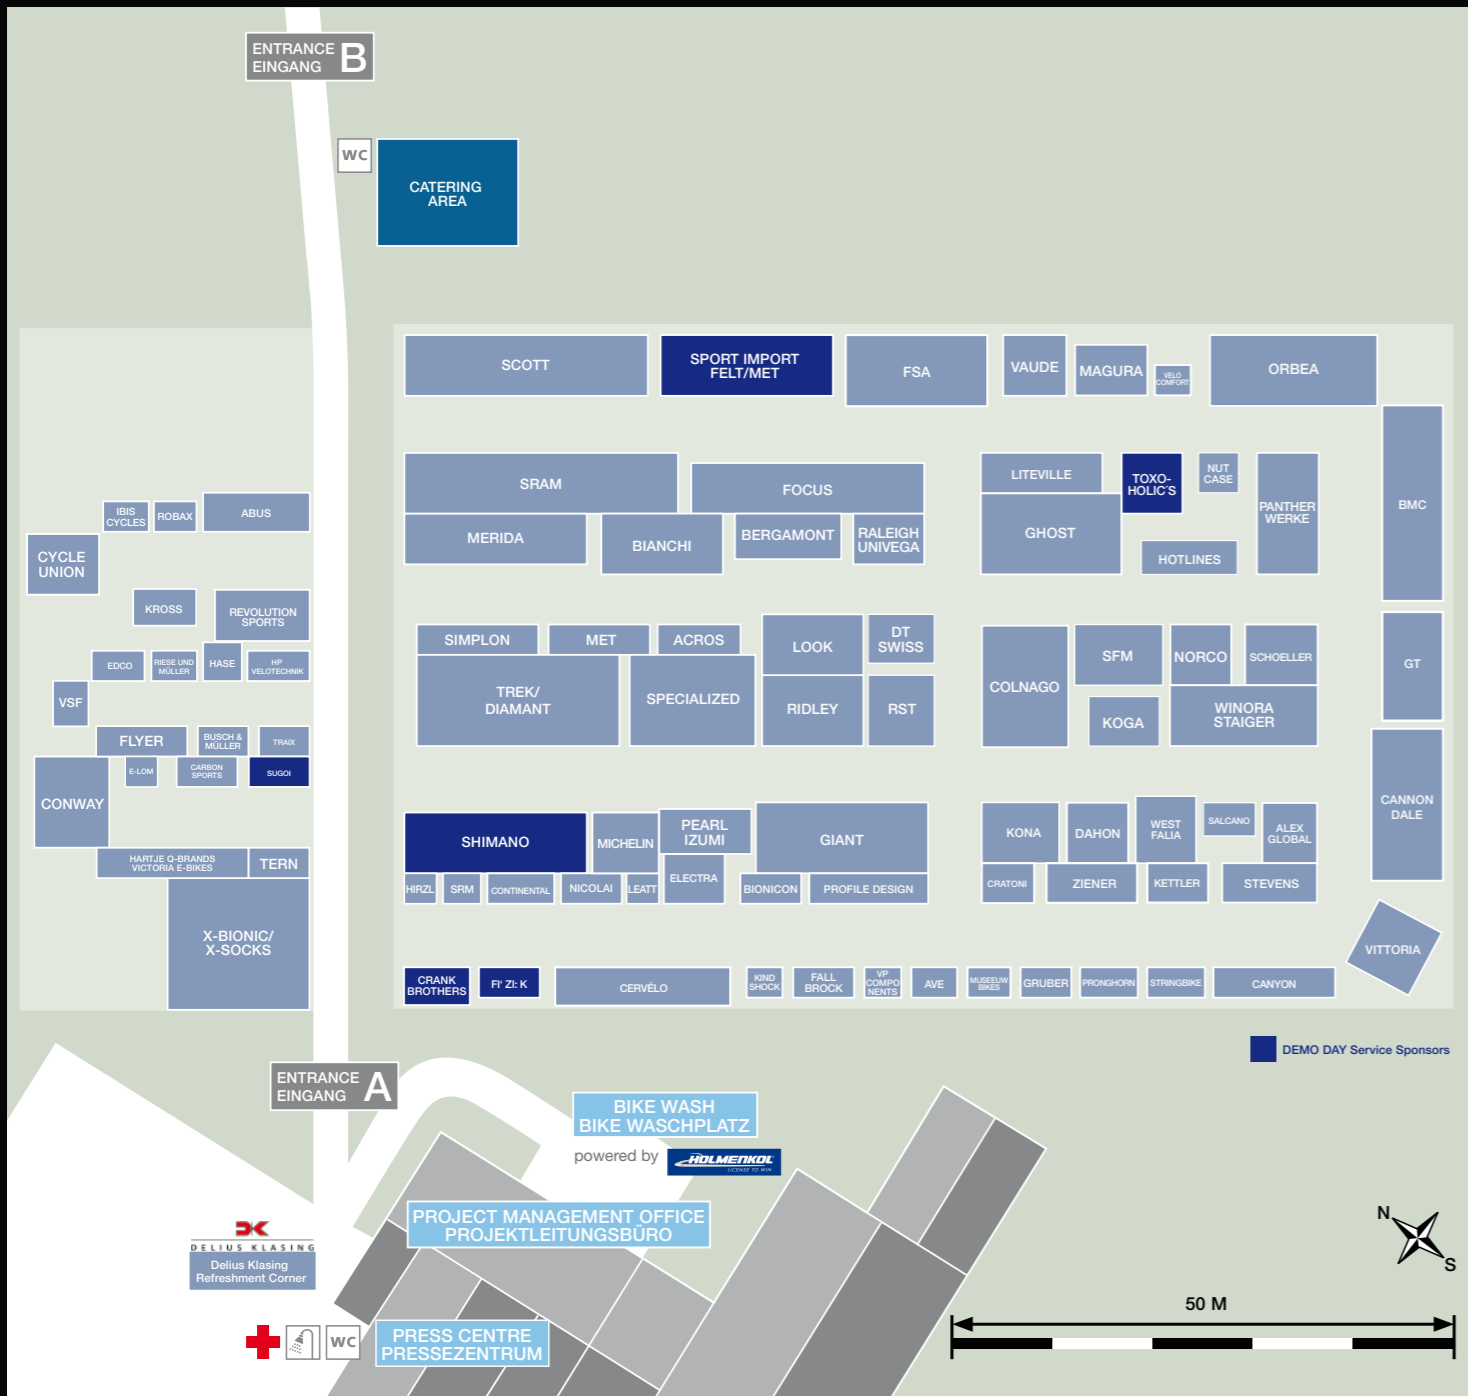 ENTRANCE
EINGANG B
WC
CATERING
AREA
SCOTT
SPORT IMPORT
FELT/MET
FSA
VAUDE
MAGURA
VELO
COMFORT
ORBEA
BMC
SRAM
FOCUS
MERIDA
BIANCHI
BERGAMONT
RALEIGH
UNIVEGA
LITEVILLE
GHOST
TOXO-
HOLIC´S
NUT
CASE
HOTLINES
PANTHER
WERKE
IBIS
CYCLES
ROBAX
ABUS
CYCLE
UNION
KROSS
REVOLUTION
SPORTS
EDCO
RIESE UND
MÜLLER
HASE
HP
VELOTECHNIK
VSF
FLYER
BUSCH &
MÜLLER
TRAIX
E-LOM
CARBON
SPORTS
SUGOI
CONWAY
HARTJE Q-BRANDS
VICTORIA E-BIKES
TERN
X-BIONIC/
X-SOCKS
SIMPLON
MET
ACROS
LOOK
DT
SWISS
TREK/
DIAMANT
SPECIALIZED
RIDLEY
RST
COLNAGO
SFM
NORCO
SCHOELLER
KOGA
WINORA
STAIGER
GT
CANNON
DALE
SHIMANO
MICHELIN
PEARL
IZUMI
GIANT
HIRZL
SRM
CONTINENTAL
NICOLAI
LEATT
ELECTRA
BIONICON
PROFILE DESIGN
KONA
DAHON
WEST
FALIA
SALCANO
ALEX
GLOBAL
CRATONI
ZIENER
KETTLER
STEVENS
VITTORIA
CRANK
BROTHERS
FI' ZI: K
CERVÉLO
KIND
SHOCK
FALL
BROCK
VP
COMPO
NENTS
AVE
MUSEEUW
BIKES
GRUBER
PRONGHORN
STRINGBIKE
CANYON
DEMO DAY Service Sponsors
ENTRANCE
EINGANG A
BIKE WASH
BIKE WASCHPLATZ
powered by HOLMENKOL
LICENSE TO WIN
PROJECT MANAGEMENT OFFICE
PROJEKTLEITUNGSBÜRO
DK
DELIUS KLASING
Delius Klasing
Refreshment Corner
WC
PRESS CENTRE
PRESSEZENTRUM
N
S
50 M